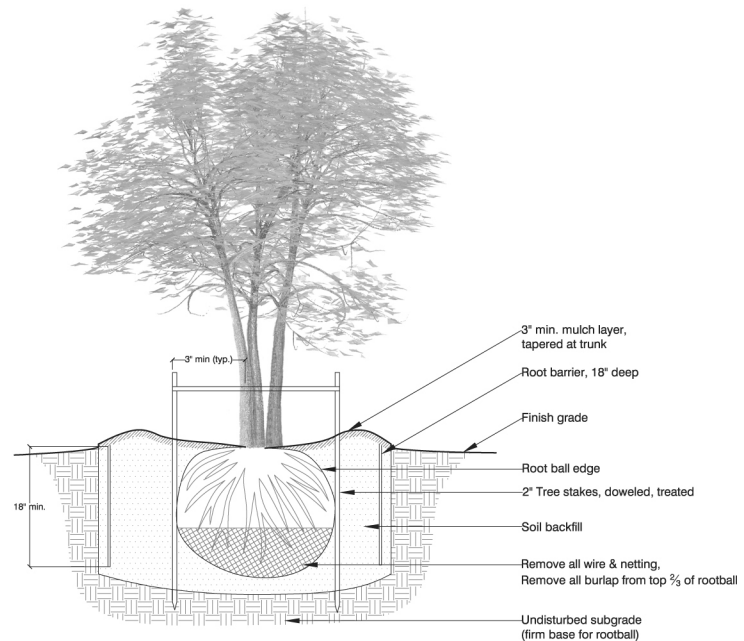 3" min (typ.)
3" min. mulch layer,
tapered at trunk
Root barrier, 18" deep
Finish grade
Root ball edge
2" Tree stakes, doweled, treated
18" min.
Soil backfill
Remove all wire & netting,
Remove all burlap from top ⅔ of rootball
Undisturbed subgrade
(firm base for rootball)